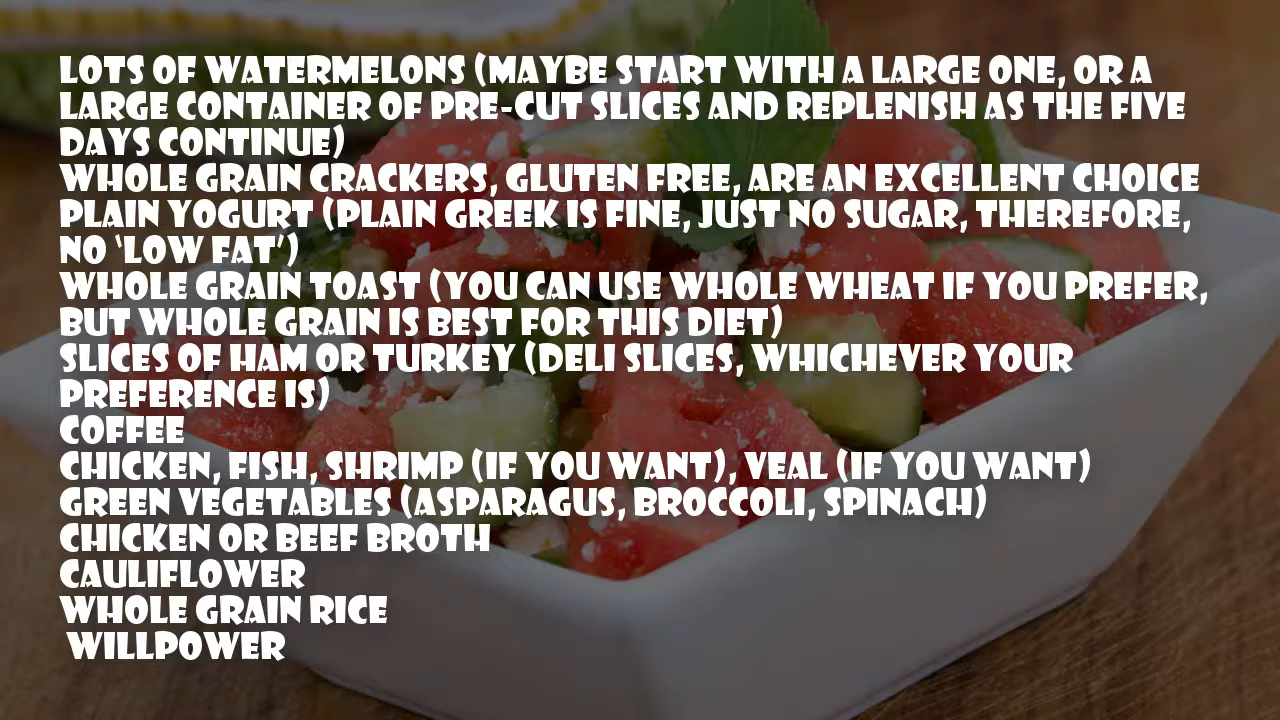 LOTS OF WATERMELONS (MAYBE START WITH A LARGE ONE, OR A
LARGE CONTAINER OF PRE-CUT SLICES AND REPLENISH AS THE FIVE
DAYS CONTINUE)
WHOLE GRAIN CRACKERS, GLUTEN FREE, ARE AN EXCELLENT CHOICE
PLAIN YOGURT (PLAIN GREEK IS FINE, JUST NO SUGAR, THEREFORE,
NO ‘LOW FAT’)
WHOLE GRAIN TOAST (YOU CAN USE WHOLE WHEAT IF YOU PREFER,
BUT WHOLE GRAIN IS BEST FOR THIS DIET)
SLICES OF HAM OR TURKEY (DELI SLICES, WHICHEVER YOUR
PREFERENCE IS)
COFFEE
CHICKEN, FISH, SHRIMP (IF YOU WANT), VEAL (IF YOU WANT)
GREEN VEGETABLES (ASPARAGUS, BROCCOLI, SPINACH)
CHICKEN OR BEEF BROTH
CAULIFLOWER
WHOLE GRAIN RICE
WILLPOWER